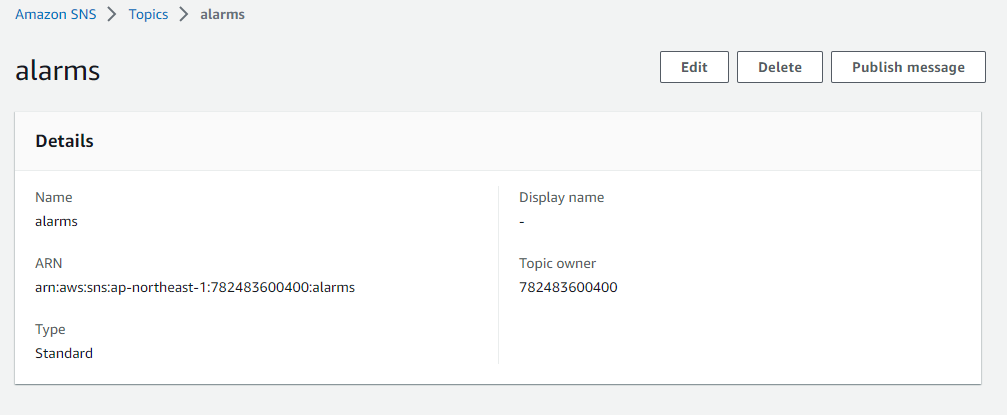 Amazon SNS > Topics > alarms
alarms
Edit Delete Publish message
Details
Name
alarms
ARN
arn:aws:sns:ap-northeast-1:782483600400:alarms
Type
Standard
Display name
-
Topic owner
782483600400